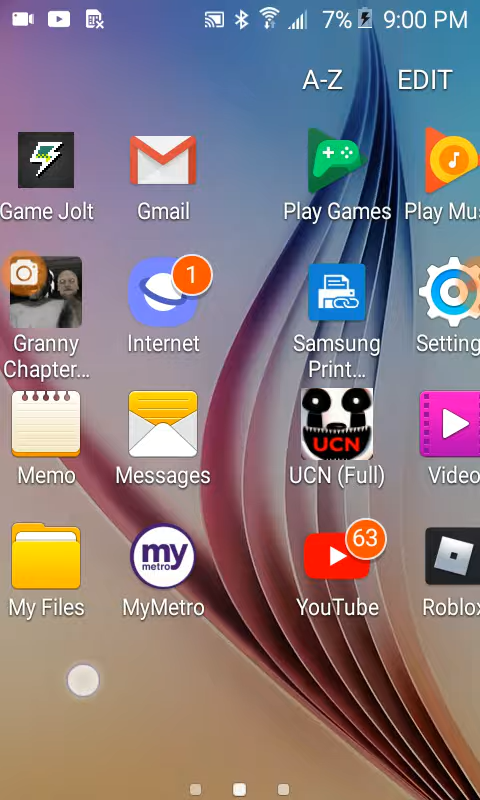 7% 9:00 PM
A-Z EDIT
Game Jolt Gmail Play Games Play Mus
1
Granny Internet Samsung Setting
Chapter... Print...
UCN
Memo Messages UCN (Full) Video
my
metro
63
My Files MyMetro YouTube Roblox